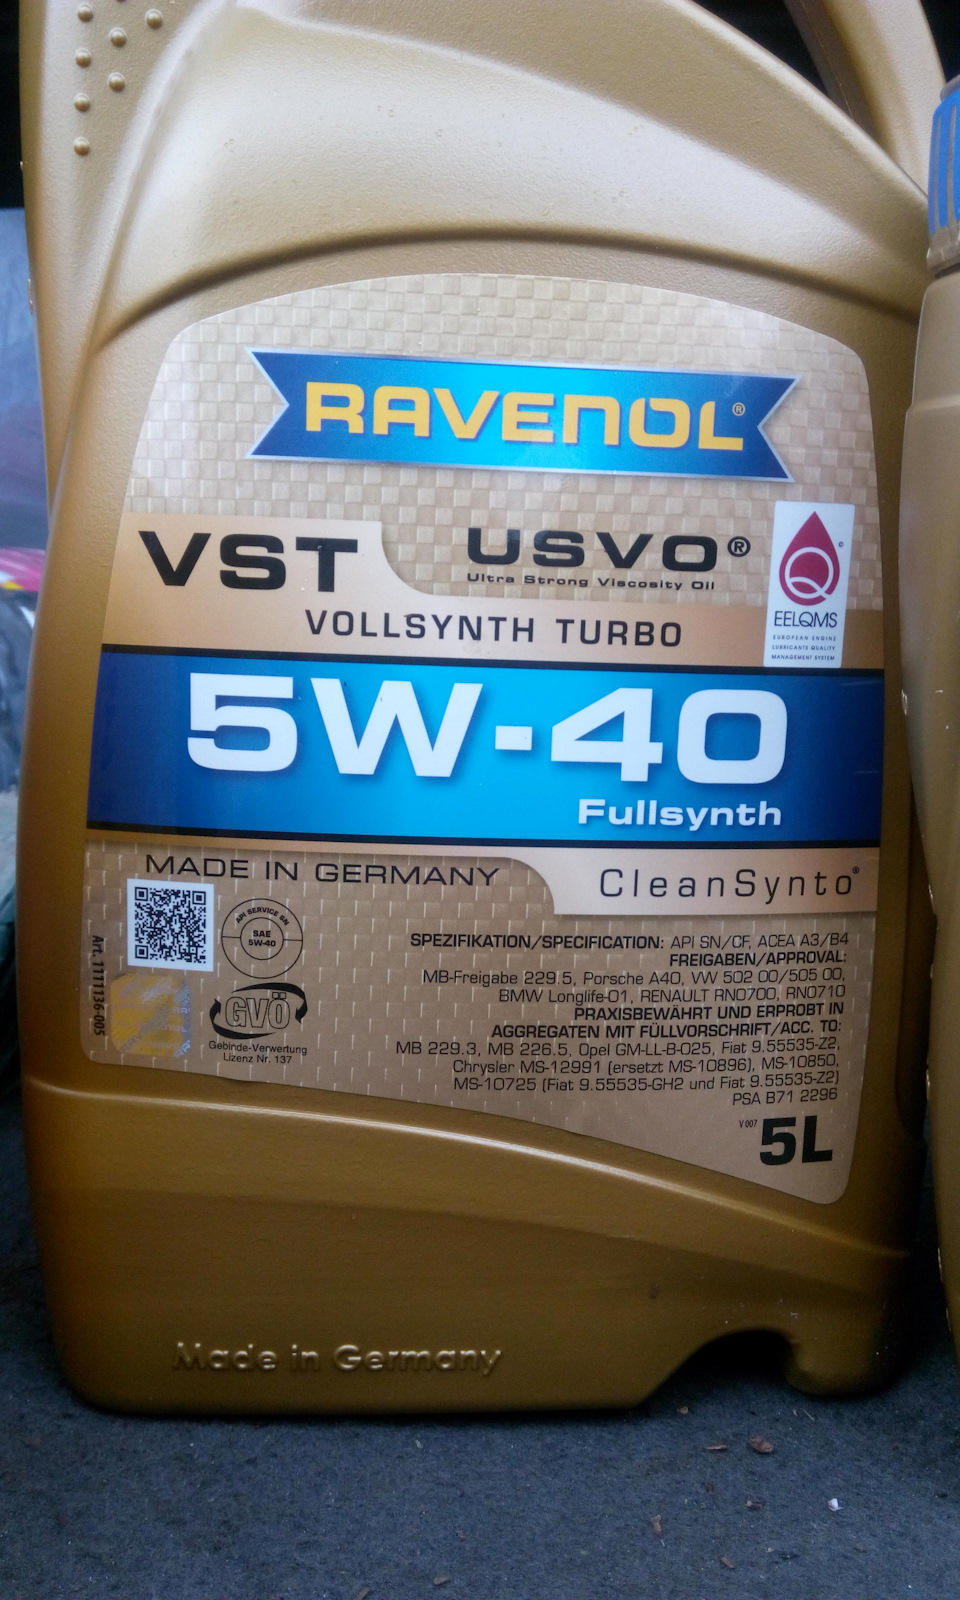 RAVENOL®
VST
USVO®
Ultra Strong Viscosity Oil
VOLLSYNTH TURBO
EELQMS
EUROPEAN ENGINE
LUBRICANTS QUALITY
MANAGEMENT SYSTEM
5W-40
Fullsynth
MADE IN GERMANY
CleanSynto®
API SERVICE SN
SAE
5W-40
Art. 1111136-005
GVÖ
Gebinde-Verwertung
Lizenz Nr. 137
SPEZIFIKATION/SPECIFICATION: API SN/CF, ACEA A3/B4
FREIGABEN/APPROVAL:
MB-Freigabe 229.5, Porsche A40, VW 502 00/505 00,
BMW Longlife-01, RENAULT RN0700, RN0710
PRAXISBEWÄHRT UND ERPROBT IN
AGGREGATEN MIT FÜLLVORSCHRIFT/ACC. TO:
MB 229.3, MB 226.5, Opel GM-LL-B-025, Fiat 9.55535-Z2,
Chrysler MS-12991 (ersetzt MS-10896), MS-10850,
MS-10725 (Fiat 9.55535-GH2 und Fiat 9.55535-Z2)
PSA B71 2296
V 007
5L
Made in Germany